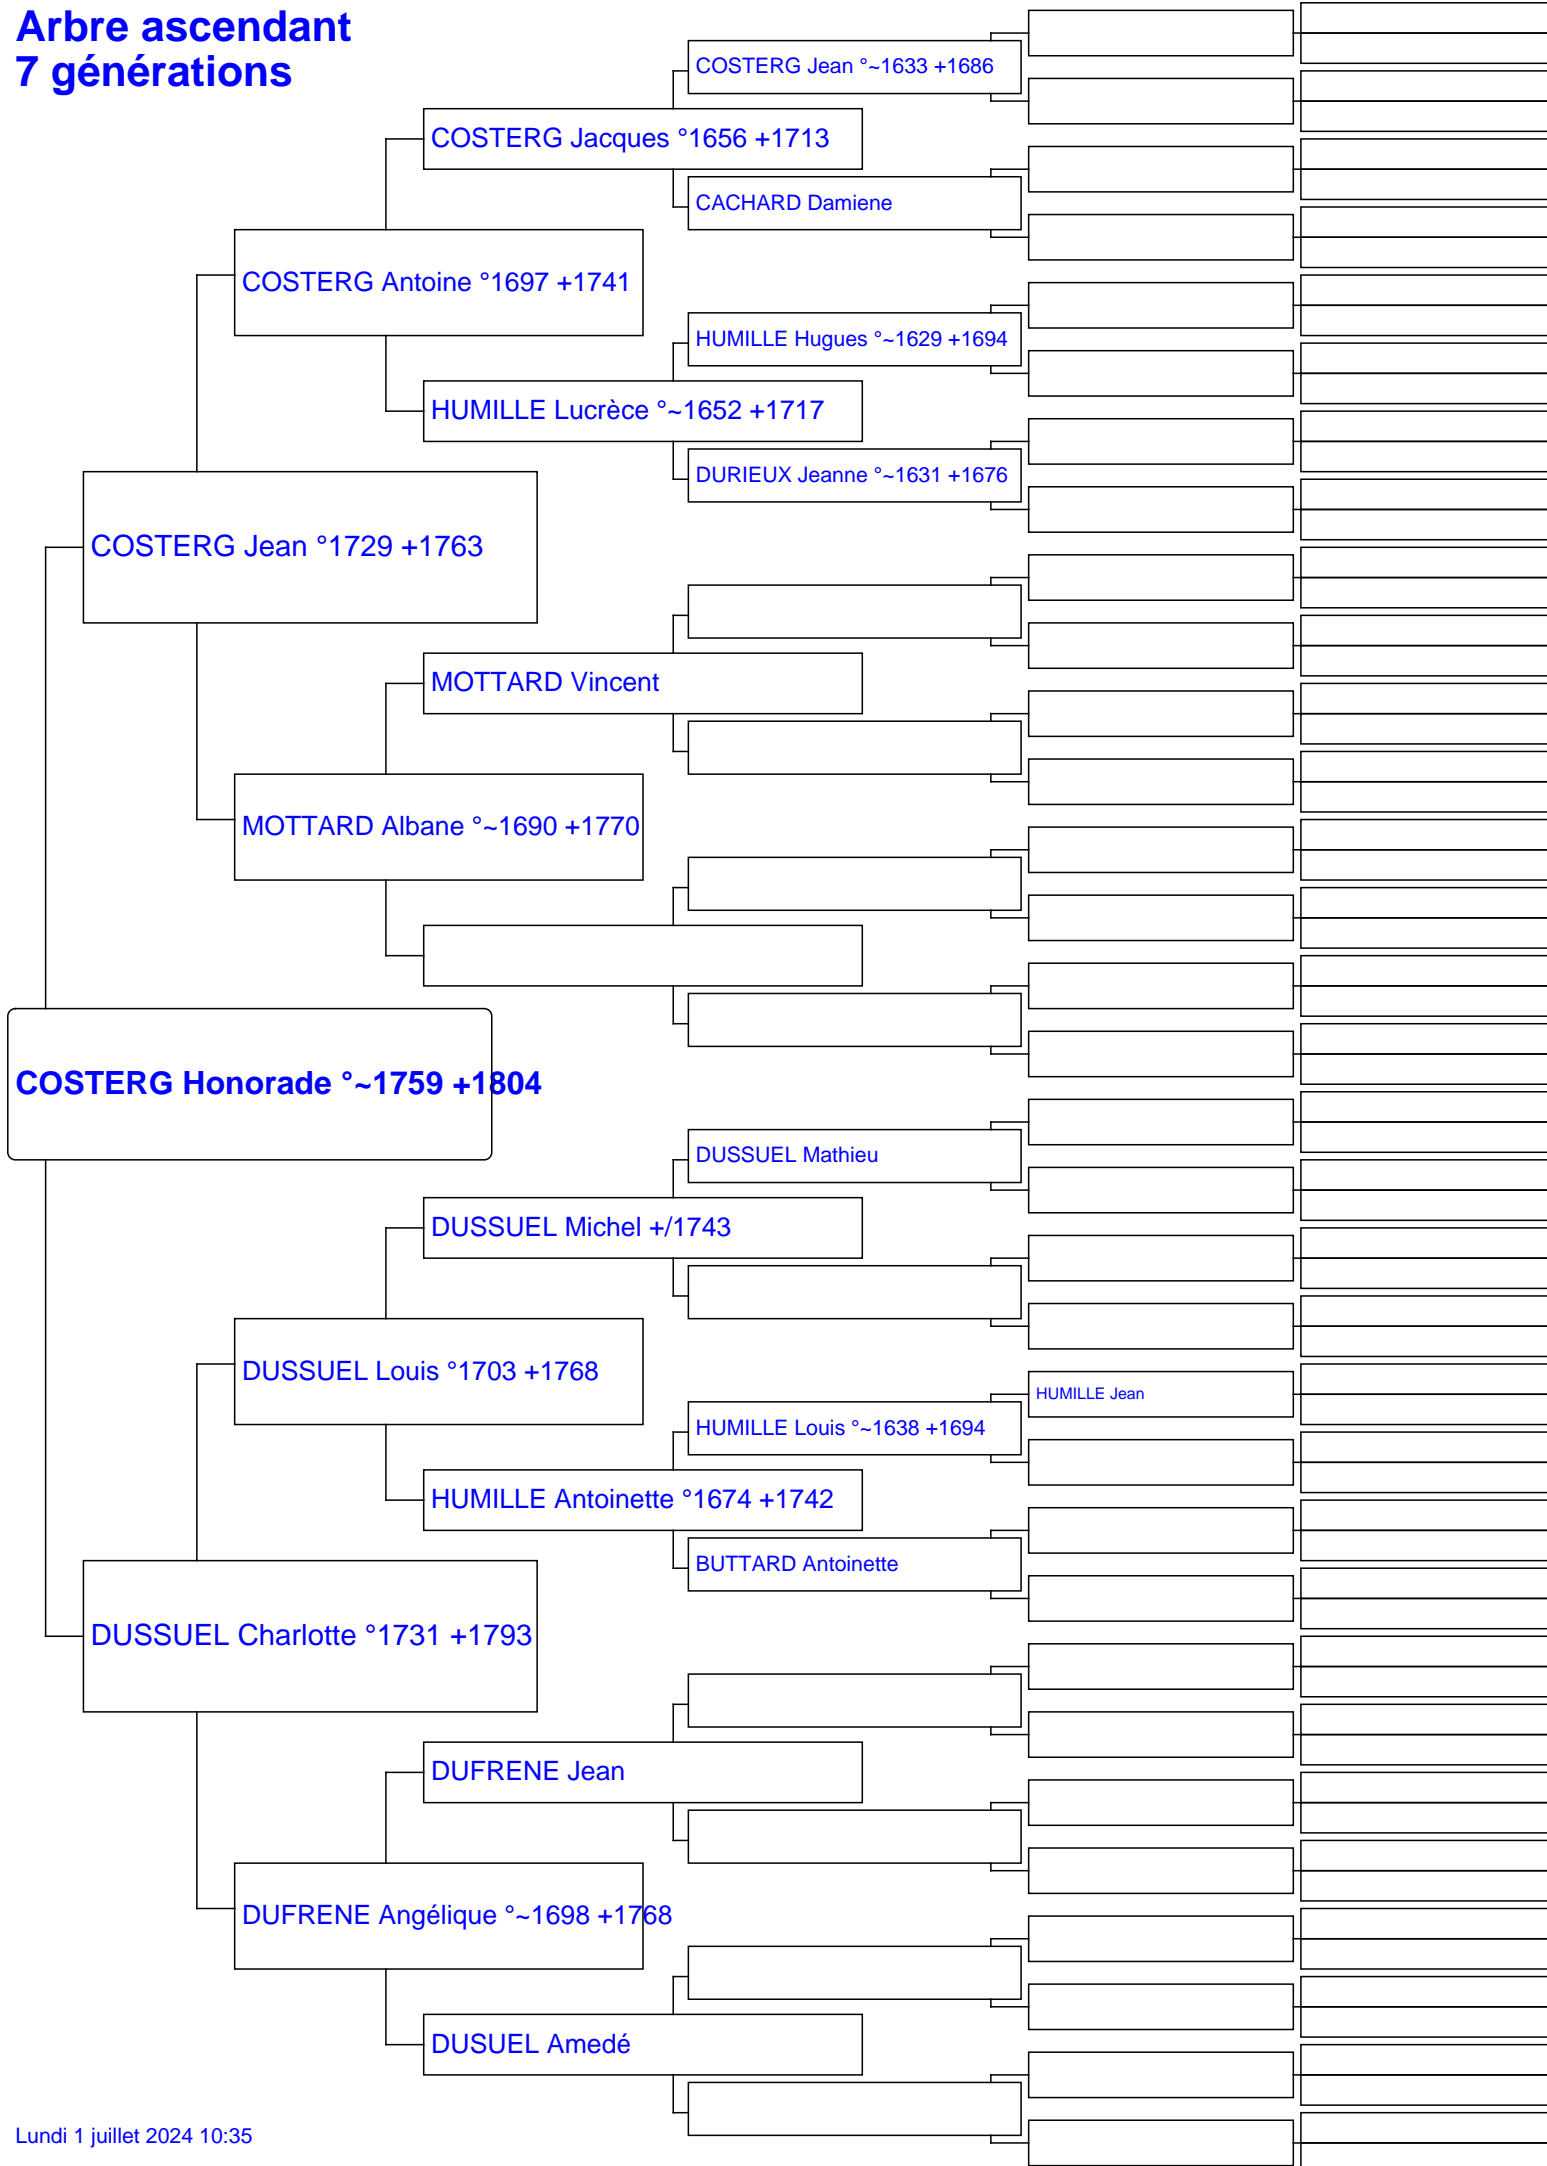 Arbre ascendant
7 générations
COSTERG Jean °~1633 +1686
COSTERG Jacques °1656 +1713
CACHARD Damiene
COSTERG Antoine °1697 +1741
HUMILLE Hugues °~1629 +1694
HUMILLE Lucrèce °~1652 +1717
DURIEUX Jeanne °~1631 +1676
COSTERG Jean °1729 +1763
MOTTARD Vincent
MOTTARD Albane °~1690 +1770
COSTERG Honorade °~1759 +1804
DUSSUEL Mathieu
DUSSUEL Michel +/1743
DUSSUEL Louis °1703 +1768
HUMILLE Jean
HUMILLE Louis °~1638 +1694
HUMILLE Antoinette °1674 +1742
BUTTARD Antoinette
DUSSUEL Charlotte °1731 +1793
DUFRENE Jean
DUFRENE Angélique °~1698 +1768
DUSUEL Amedé
Lundi 1 juillet 2024 10:35